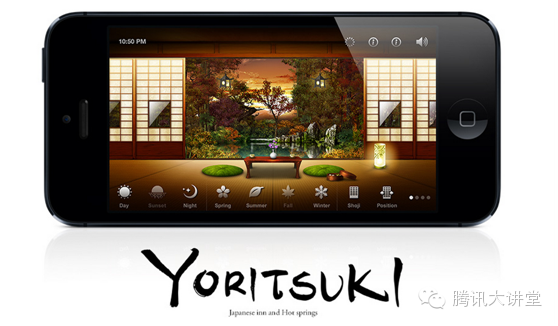 10:50 PM
Day Sunset Night Spring Summer Fall Winter Shoji Position
YORITSUKI
Japanese inn and Hot springs
腾讯大讲堂